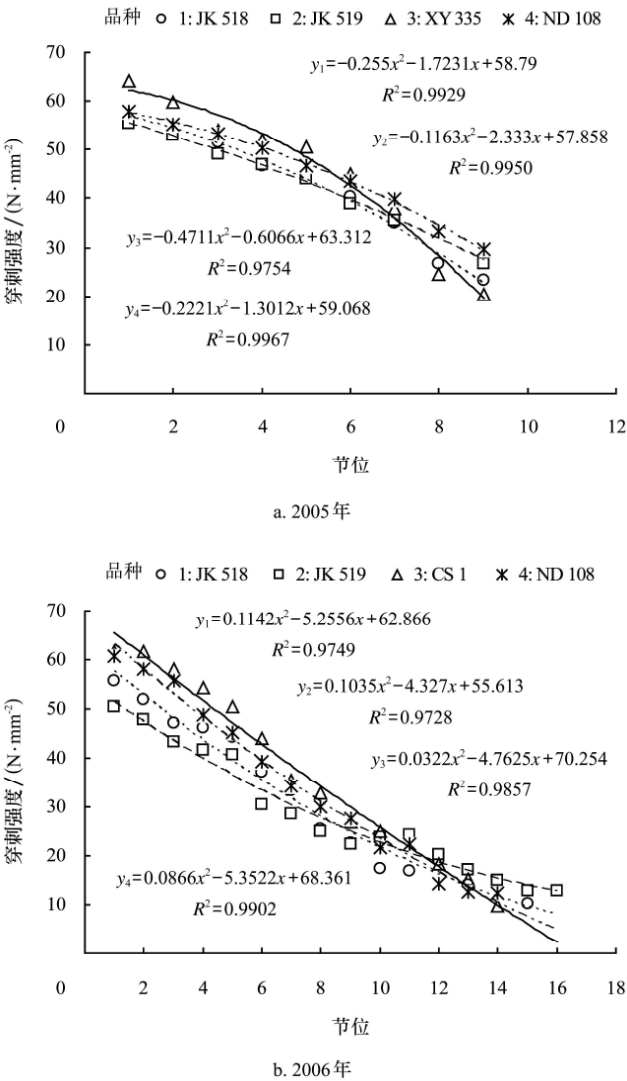 品种 1: JK 518 2: JK 519 3: XY 335 4: ND 108
70
y₁=−0.255x²−1.7231x+58.79
R²=0.9929
60
y₂=−0.1163x²−2.333x+57.858
R²=0.9950
50
40
穿刺强度/(N·mm⁻²)
y₃=−0.4711x²−0.6066x+63.312
R²=0.9754
30
y₄=−0.2221x²−1.3012x+59.068
R²=0.9967
20
10
0 2 4 6 8 10 12
节位
a. 2005年
品种 1: JK 518 2: JK 519 3: CS 1 4: ND 108
70
y₁=0.1142x²−5.2556x+62.866
R²=0.9749
60
y₂=0.1035x²−4.327x+55.613
R²=0.9728
50
40
y₃=0.0322x²−4.7625x+70.254
R²=0.9857
穿刺强度/(N·mm⁻²)
30
20
y₄=0.0866x²−5.3522x+68.361
R²=0.9902
10
0 2 4 6 8 10 12 14 16 18
节位
b. 2006年